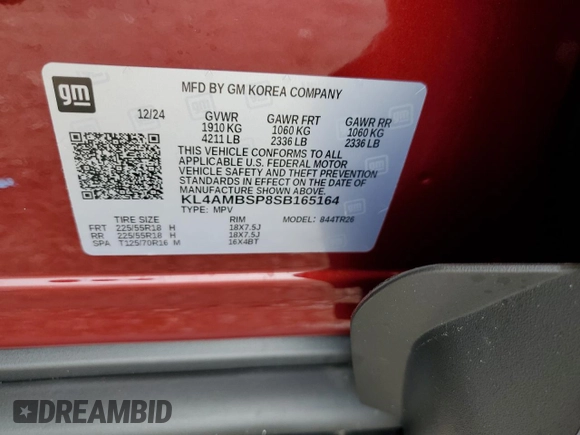 gm
MFD BY GM KOREA COMPANY
12/24 GVWR GAWR FRT GAWR RR
1910 KG 1060 KG 1060 KG
4211 LB 2336 LB 2336 LB
THIS VEHICLE CONFORMS TO ALL
APPLICABLE U.S. FEDERAL MOTOR
VEHICLE SAFETY AND THEFT PREVENTION
STANDARDS IN EFFECT ON THE DATE OF
MANUFACTURE SHOWN ABOVE.
KL4AMBSP8SB165164
TYPE: MPV MODEL: 844TR26
TIRE SIZE RIM
FRT 225/55R18 H 18X7.5J
RR 225/55R18 H 18X7.5J
SPA T125/70R16 M 16X4BT
DREAMBID